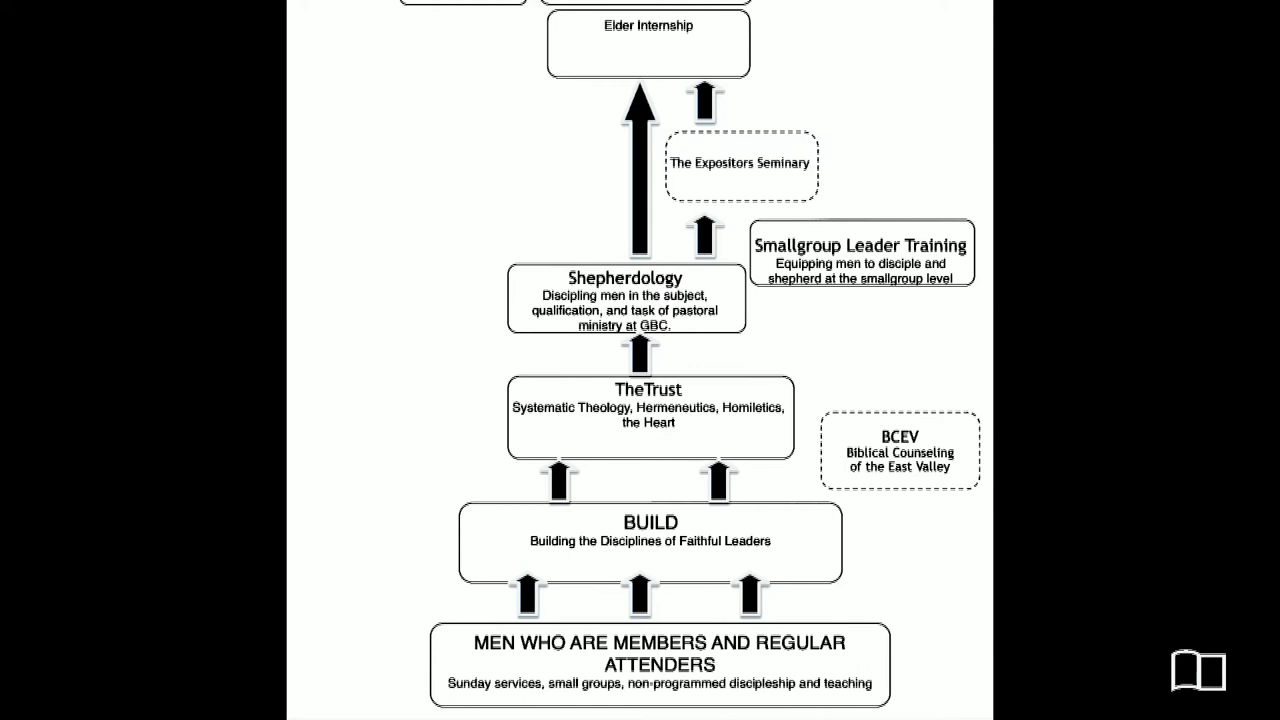 Elder Internship
The Expositors Seminary
Smallgroup Leader Training
Equipping men to disciple and
shepherd at the smallgroup level
Shepherdology
Discipling men in the subject,
qualification, and task of pastoral
ministry at GBC.
TheTrust
Systematic Theology, Hermeneutics, Homiletics,
the Heart
BCEV
Biblical Counseling
of the East Valley
BUILD
Building the Disciplines of Faithful Leaders
MEN WHO ARE MEMBERS AND REGULAR
ATTENDERS
Sunday services, small groups, non-programmed discipleship and teaching